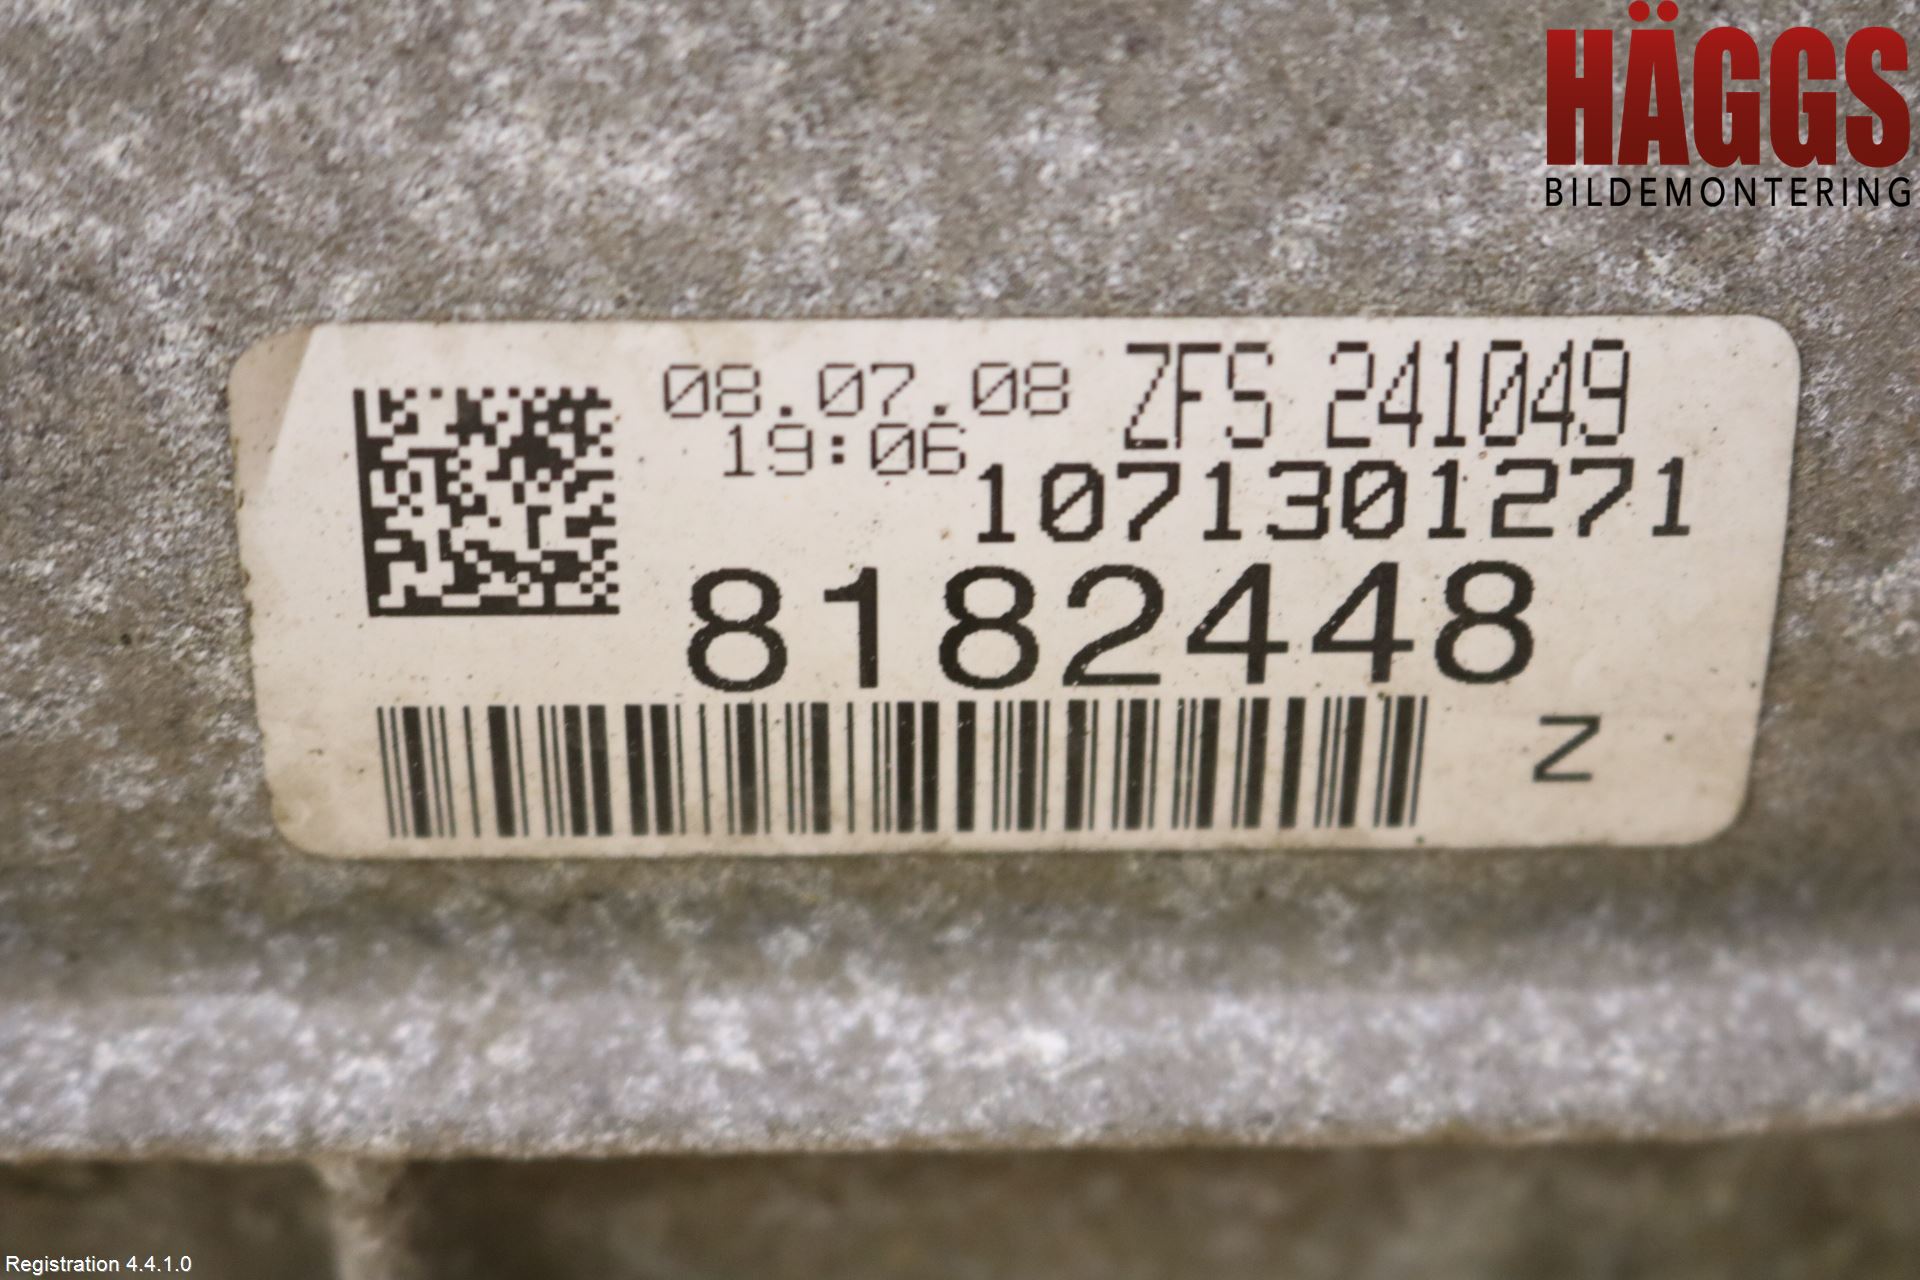 HÄGGS
BILDEMONTERING
08.07.08 ZFS 241049
19:06
1071301271
8182448
Z
Registration 4.4.1.0